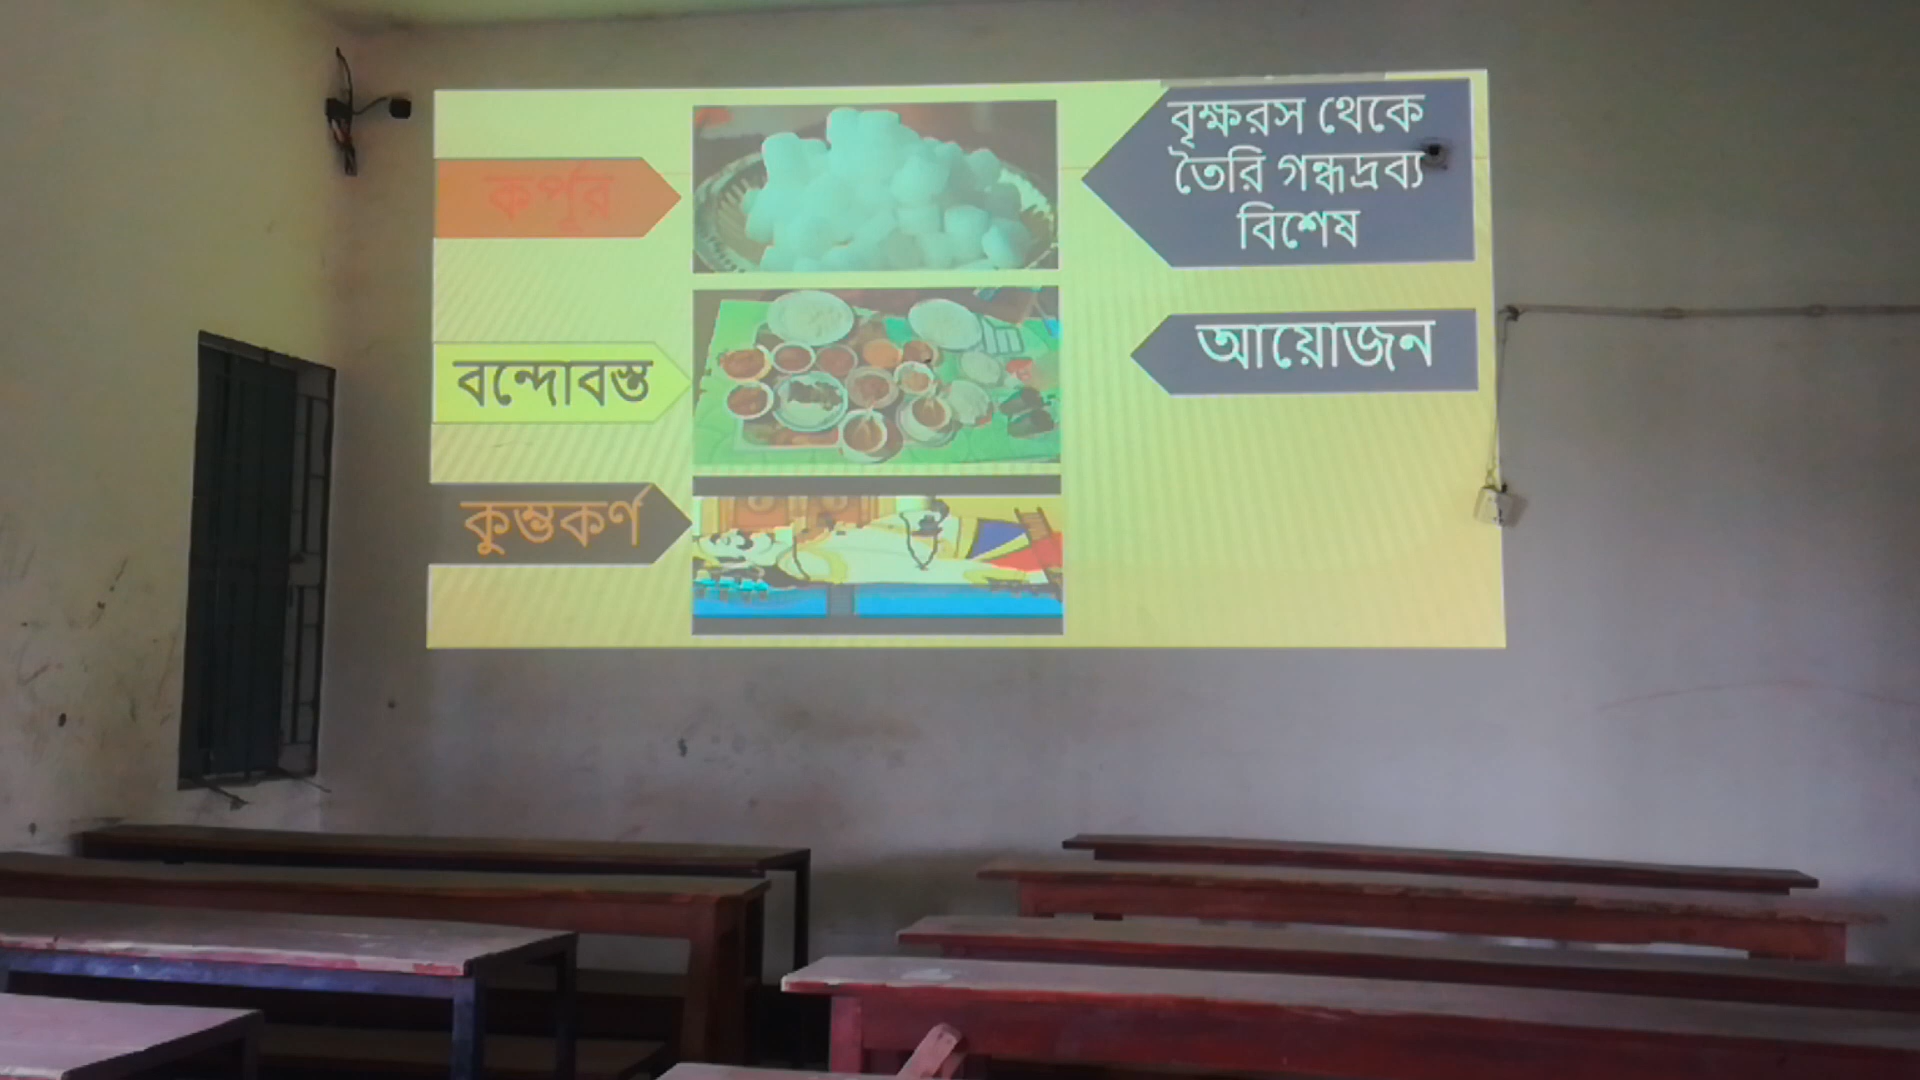 কর্পূর
বৃক্ষরস থেকে
তৈরি গন্ধদ্রব্য
বিশেষ
বন্দোবস্ত
আয়োজন
কুম্ভকর্ণ